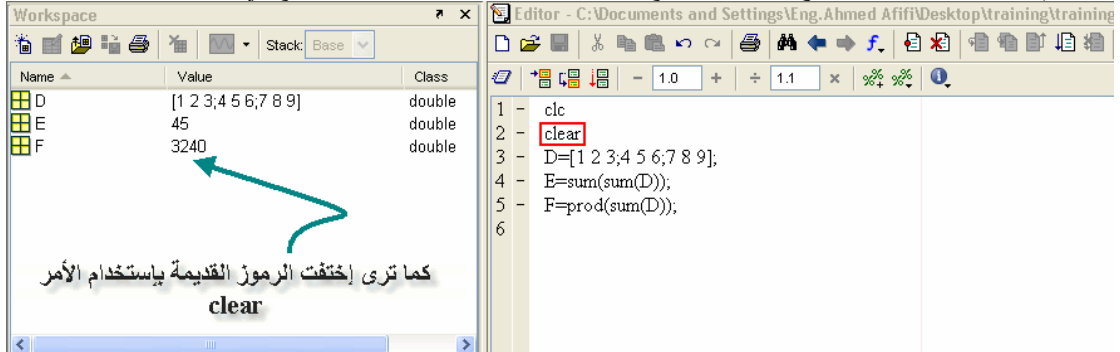 Workspace
Stack: Base
Name Value Class
D [1 2 3;4 5 6;7 8 9] double
E 45 double
F 3240 double
كما ترى إختفت الرموز القديمة بإستخدام الأمر
clear
Editor - C:\Documents and Settings\Eng.Ahmed Afifi\Desktop\training\training
- 1.0 + ÷ 1.1 ×
1 - clc
2 - clear
3 - D=[1 2 3;4 5 6;7 8 9];
4 - E=sum(sum(D));
5 - F=prod(sum(D));
6